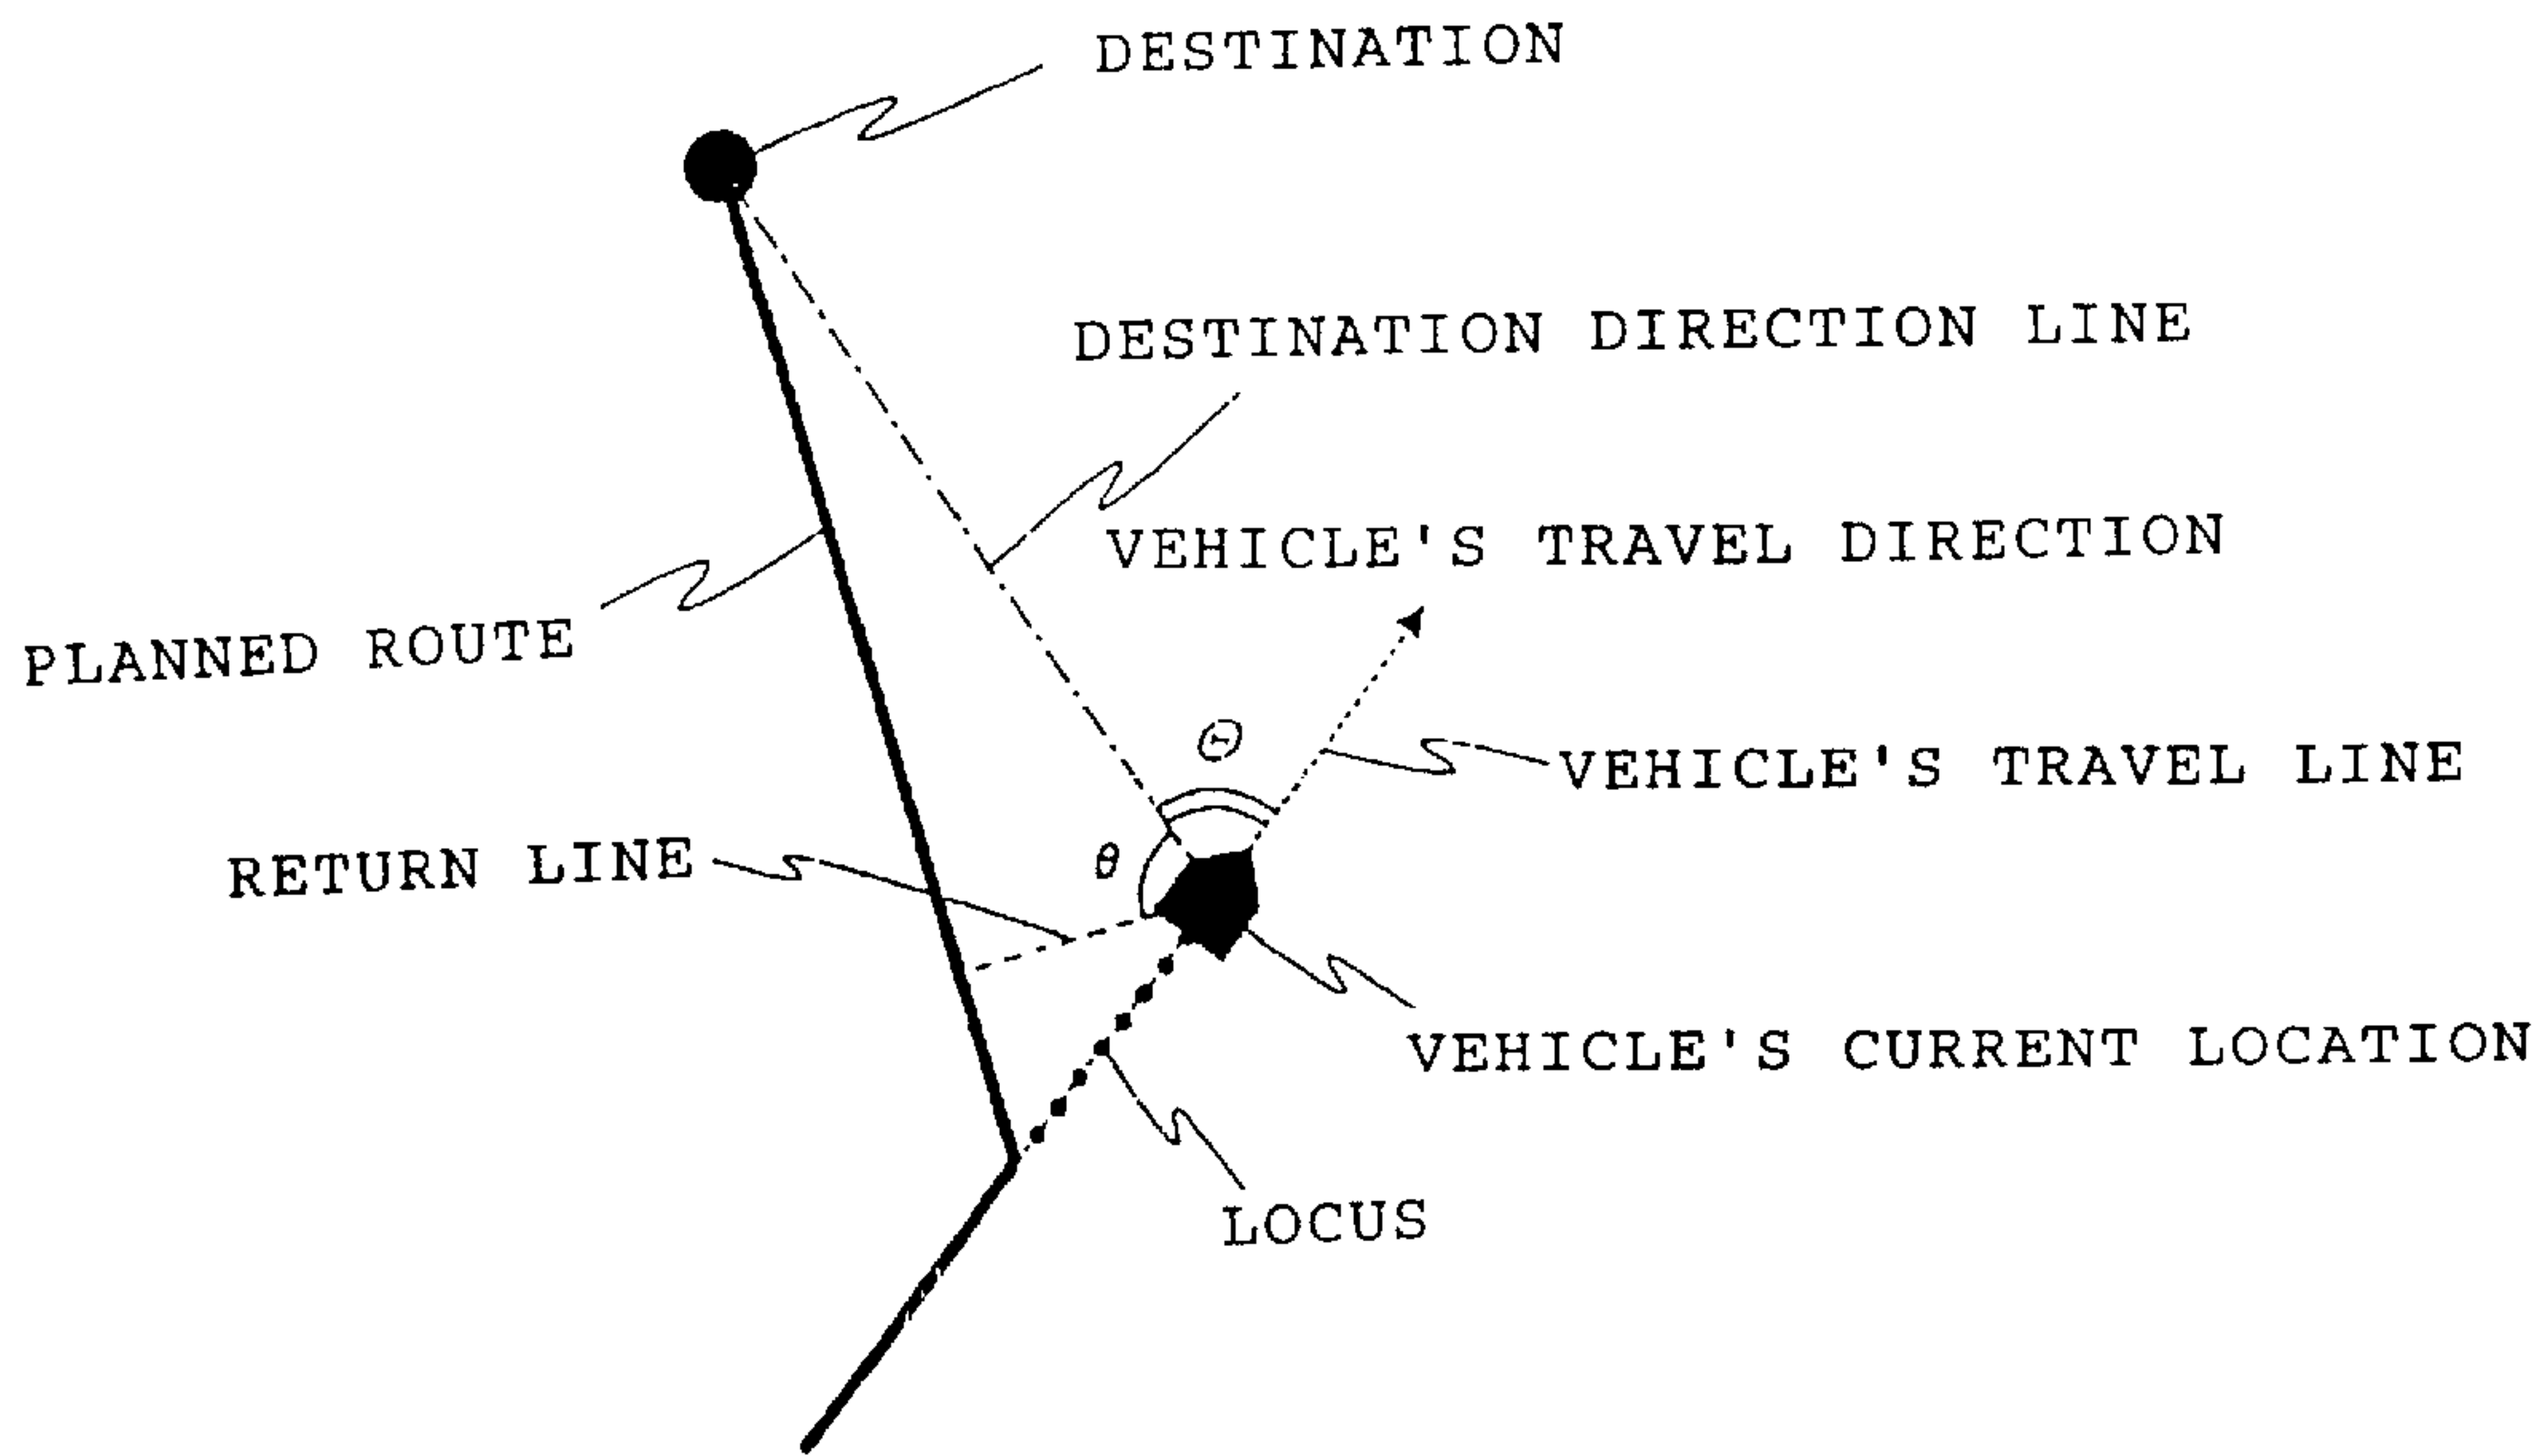 DESTINATION
DESTINATION DIRECTION LINE
VEHICLE'S TRAVEL DIRECTION
PLANNED ROUTE
Θ
VEHICLE'S TRAVEL LINE
RETURN LINE
θ
VEHICLE'S CURRENT LOCATION
LOCUS